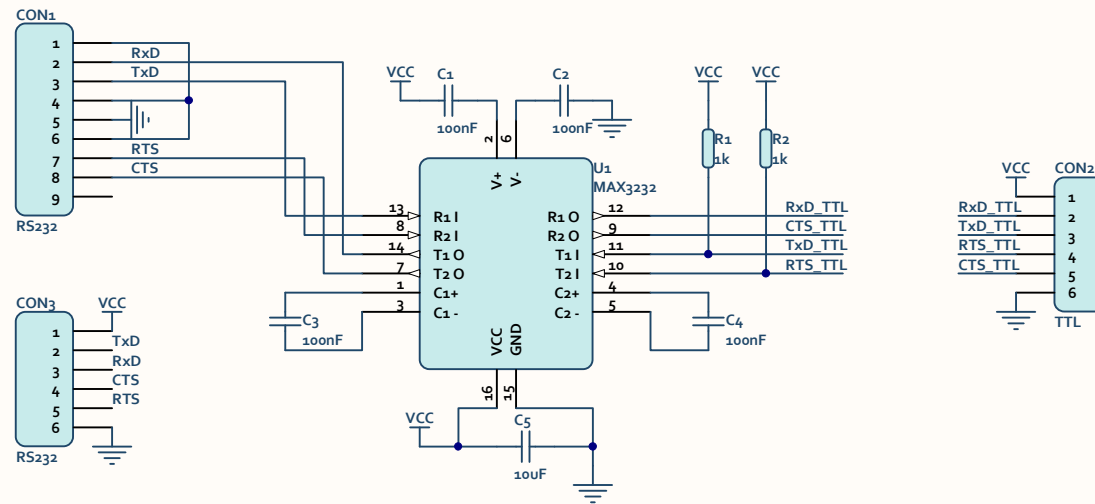 CON1
1
2
3
4
5
6
7
8
9
RS232
RxD
TxD
RTS
CTS
VCC
C1
100nF
C2
100nF
2
6
V+
V-
U1
MAX3232
VCC
VCC
R1
1k
R2
1k
13
R1 I
R1 O
12
RxD_TTL
8
R2 I
R2 O
9
CTS_TTL
14
T1 O
T1 I
11
TxD_TTL
7
T2 O
T2 I
10
RTS_TTL
1
C1+
C2+
4
3
C1 -
C2 -
5
C3
100nF
C4
100nF
VCC
GND
16
15
VCC
C5
10uF
CON3
VCC
1
2
3
4
5
6
TxD
RxD
CTS
RTS
RS232
CON2
VCC
RxD_TTL
TxD_TTL
RTS_TTL
CTS_TTL
1
2
3
4
5
6
TTL